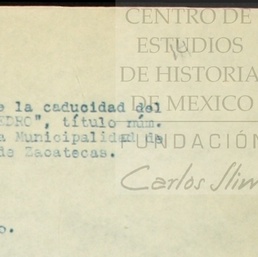 CENTRO DE
ESTUDIOS
DE HISTORIA
DE MEXICO
FUNDACIÓN
Carlos Slim
e la caducidad del
EDRO", título núm.
a Municipalidad de
de Zacatecas.
o.